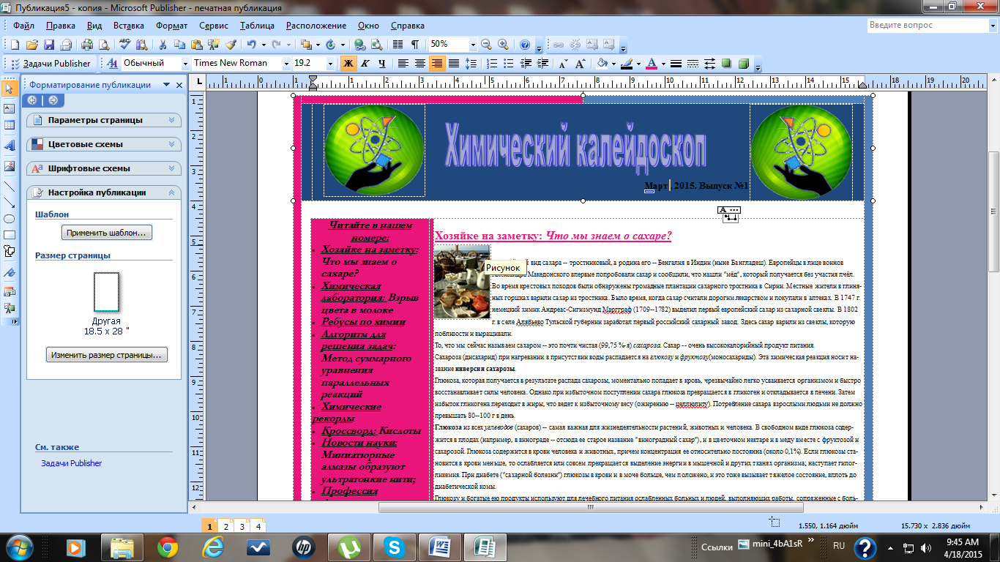 Публикация5 - копия - Microsoft Publisher - печатная публикация
Файл Правка Вид Вставка Формат Сервис Таблица Расположение Окно Справка
Введите вопрос
50%
Задачи Publisher Обычный Times New Roman 19.2 Ж К Ч
Форматирование публикации
Параметры страницы
Цветовые схемы
Шрифтовые схемы
Настройка публикации
Шаблон
Применить шаблон...
Размер страницы
Другая
18.5 x 28 "
Изменить размер страницы...
См. также
Задачи Publisher
Химический калейдоскоп
Март, 2015. Выпуск №1
Читайте в нашем
номере:
• Хозяйке на заметку:
Что мы знаем о
сахаре?
• Химическая
лаборатория: Взрыв
цвета в молоке
• Ребусы по химии
• Алгоритм для
решения задач:
Метод суммарного
уравнения
параллельных
реакций
• Химические
рекорды
• Кроссворд: Кислоты
• Новости науки:
Миниатюрные
алмазы образуют
ультратонкие нити;
• Профессия
Хозяйке на заметку: Что мы знаем о сахаре?
Рисунок
вид сахара -- тростниковый, а родина его -- Бенгалия в Индии (ныне Бангладеш). Европейцы в лице воинов
Македонского впервые попробовали сахар и сообщили, что нашли "мёд", который получается без участия пчёл.
Во время крестовых походов были обнаружены громадные плантации сахарного тростника в Сирии. Местные жители в глиня-
ных горшках варили сахар из тростника. Было время, когда сахар считали дорогим лекарством и покупали в аптеках. В 1747 г.
немецкий химик Андреас-Сигизмунд Маргграф (1709--1782) выделил первый европейский сахар из сахарной свеклы. В 1802
г. в селе Алябьево Тульской губернии заработал первый российский сахарный завод. Здесь сахар варили из свеклы, которую
поблизости и выращивали.
То, что мы сейчас называем сахаром -- это почти чистая (99,75 %-я) сахароза. Сахар -- очень высококалорийный продукт питания.
Сахароза (дисахарид) при нагревании в присутствии воды распадается на глюкозу и фруктозу(моносахариды). Эта химическая реакция носит на-
звание инверсии сахарозы.
Глюкоза, которая получается в результате распада сахарозы, моментально попадает в кровь, чрезвычайно легко усваивается организмом и быстро
восстанавливает силы человека. Однако при избыточном поступлении сахара глюкоза превращается в гликоген и откладывается в печени. Затем
избыток гликогена переходит в жиры, что ведет к избыточному весу (ожирению -- целлюлиту). Потребление сахара взрослыми людьми не должно
превышать 80--100 г в день.
Глюкоза из всех углеводов (сахаров) -- самая важная для жизнедеятельности растений, животных и человека. В свободном виде глюкоза содер-
жится в плодах (например, в винограде -- отсюда ее старое название "виноградный сахар"), и в цветочном нектаре и в меду вместе с фруктозой и
сахарозой. Глюкоза содержится в крови человека и животных, причем концентрация ее относительно постоянна (около 0,1%). Если глюкозы ста-
новится в крови меньше, то ослабляется или совсем прекращается выделение энергии в мышечной и других тканях организма; наступает гипог-
ликемия. При диабете ("сахарной болезни") глюкозы в крови и в моче больше, чем положено, и это тоже вызывает тяжелое состояние, вплоть до
диабетической комы.
Глюкозу и богатые ею продукты используют для лечебного питания ослабленных больных и людей, выполняющих работы, сопряженные с боль-
1 2 3 4
1.550, 1.164 дюйм 15.730 x 2.836 дюйм
Ссылки mini_4bA1sR RU
9:45 AM
4/18/2015